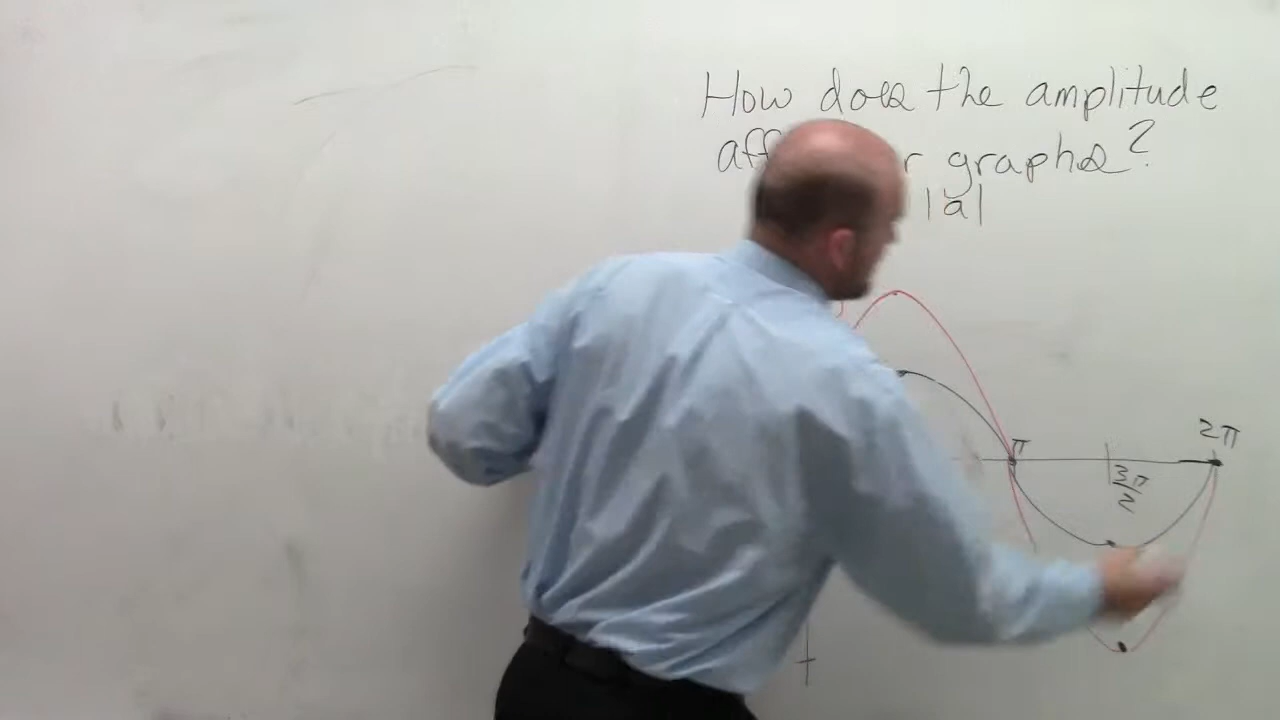 How does the amplitude
graphs?
|a|
2π
π
3π/2